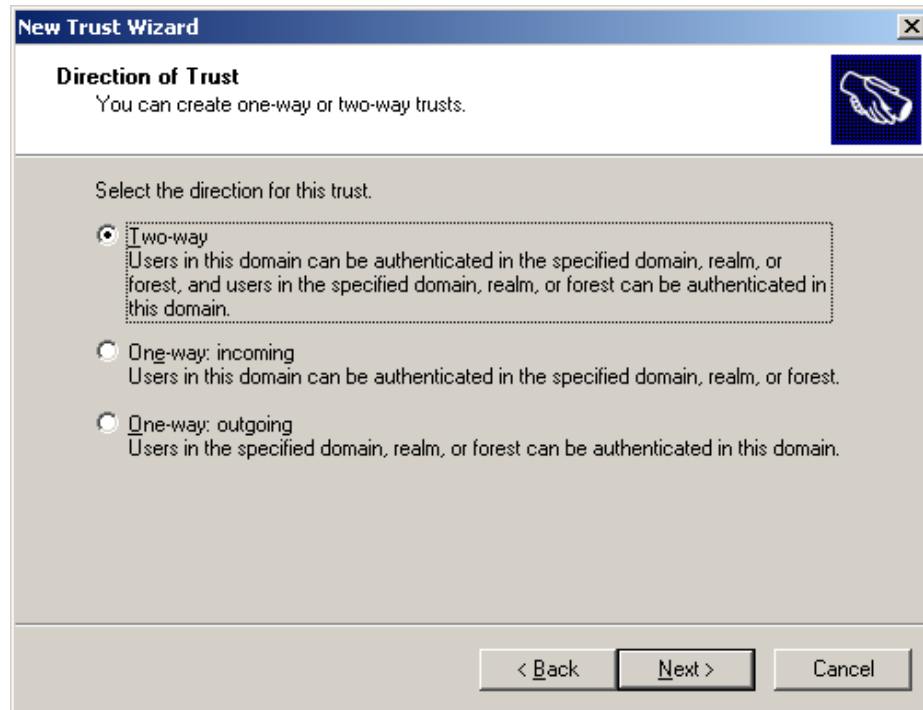 New Trust Wizard
Direction of Trust
You can create one-way or two-way trusts.
Select the direction for this trust.
Two-way
Users in this domain can be authenticated in the specified domain, realm, or
forest, and users in the specified domain, realm, or forest can be authenticated in
this domain.
One-way: incoming
Users in this domain can be authenticated in the specified domain, realm, or forest.
One-way: outgoing
Users in the specified domain, realm, or forest can be authenticated in this domain.
< Back Next > Cancel